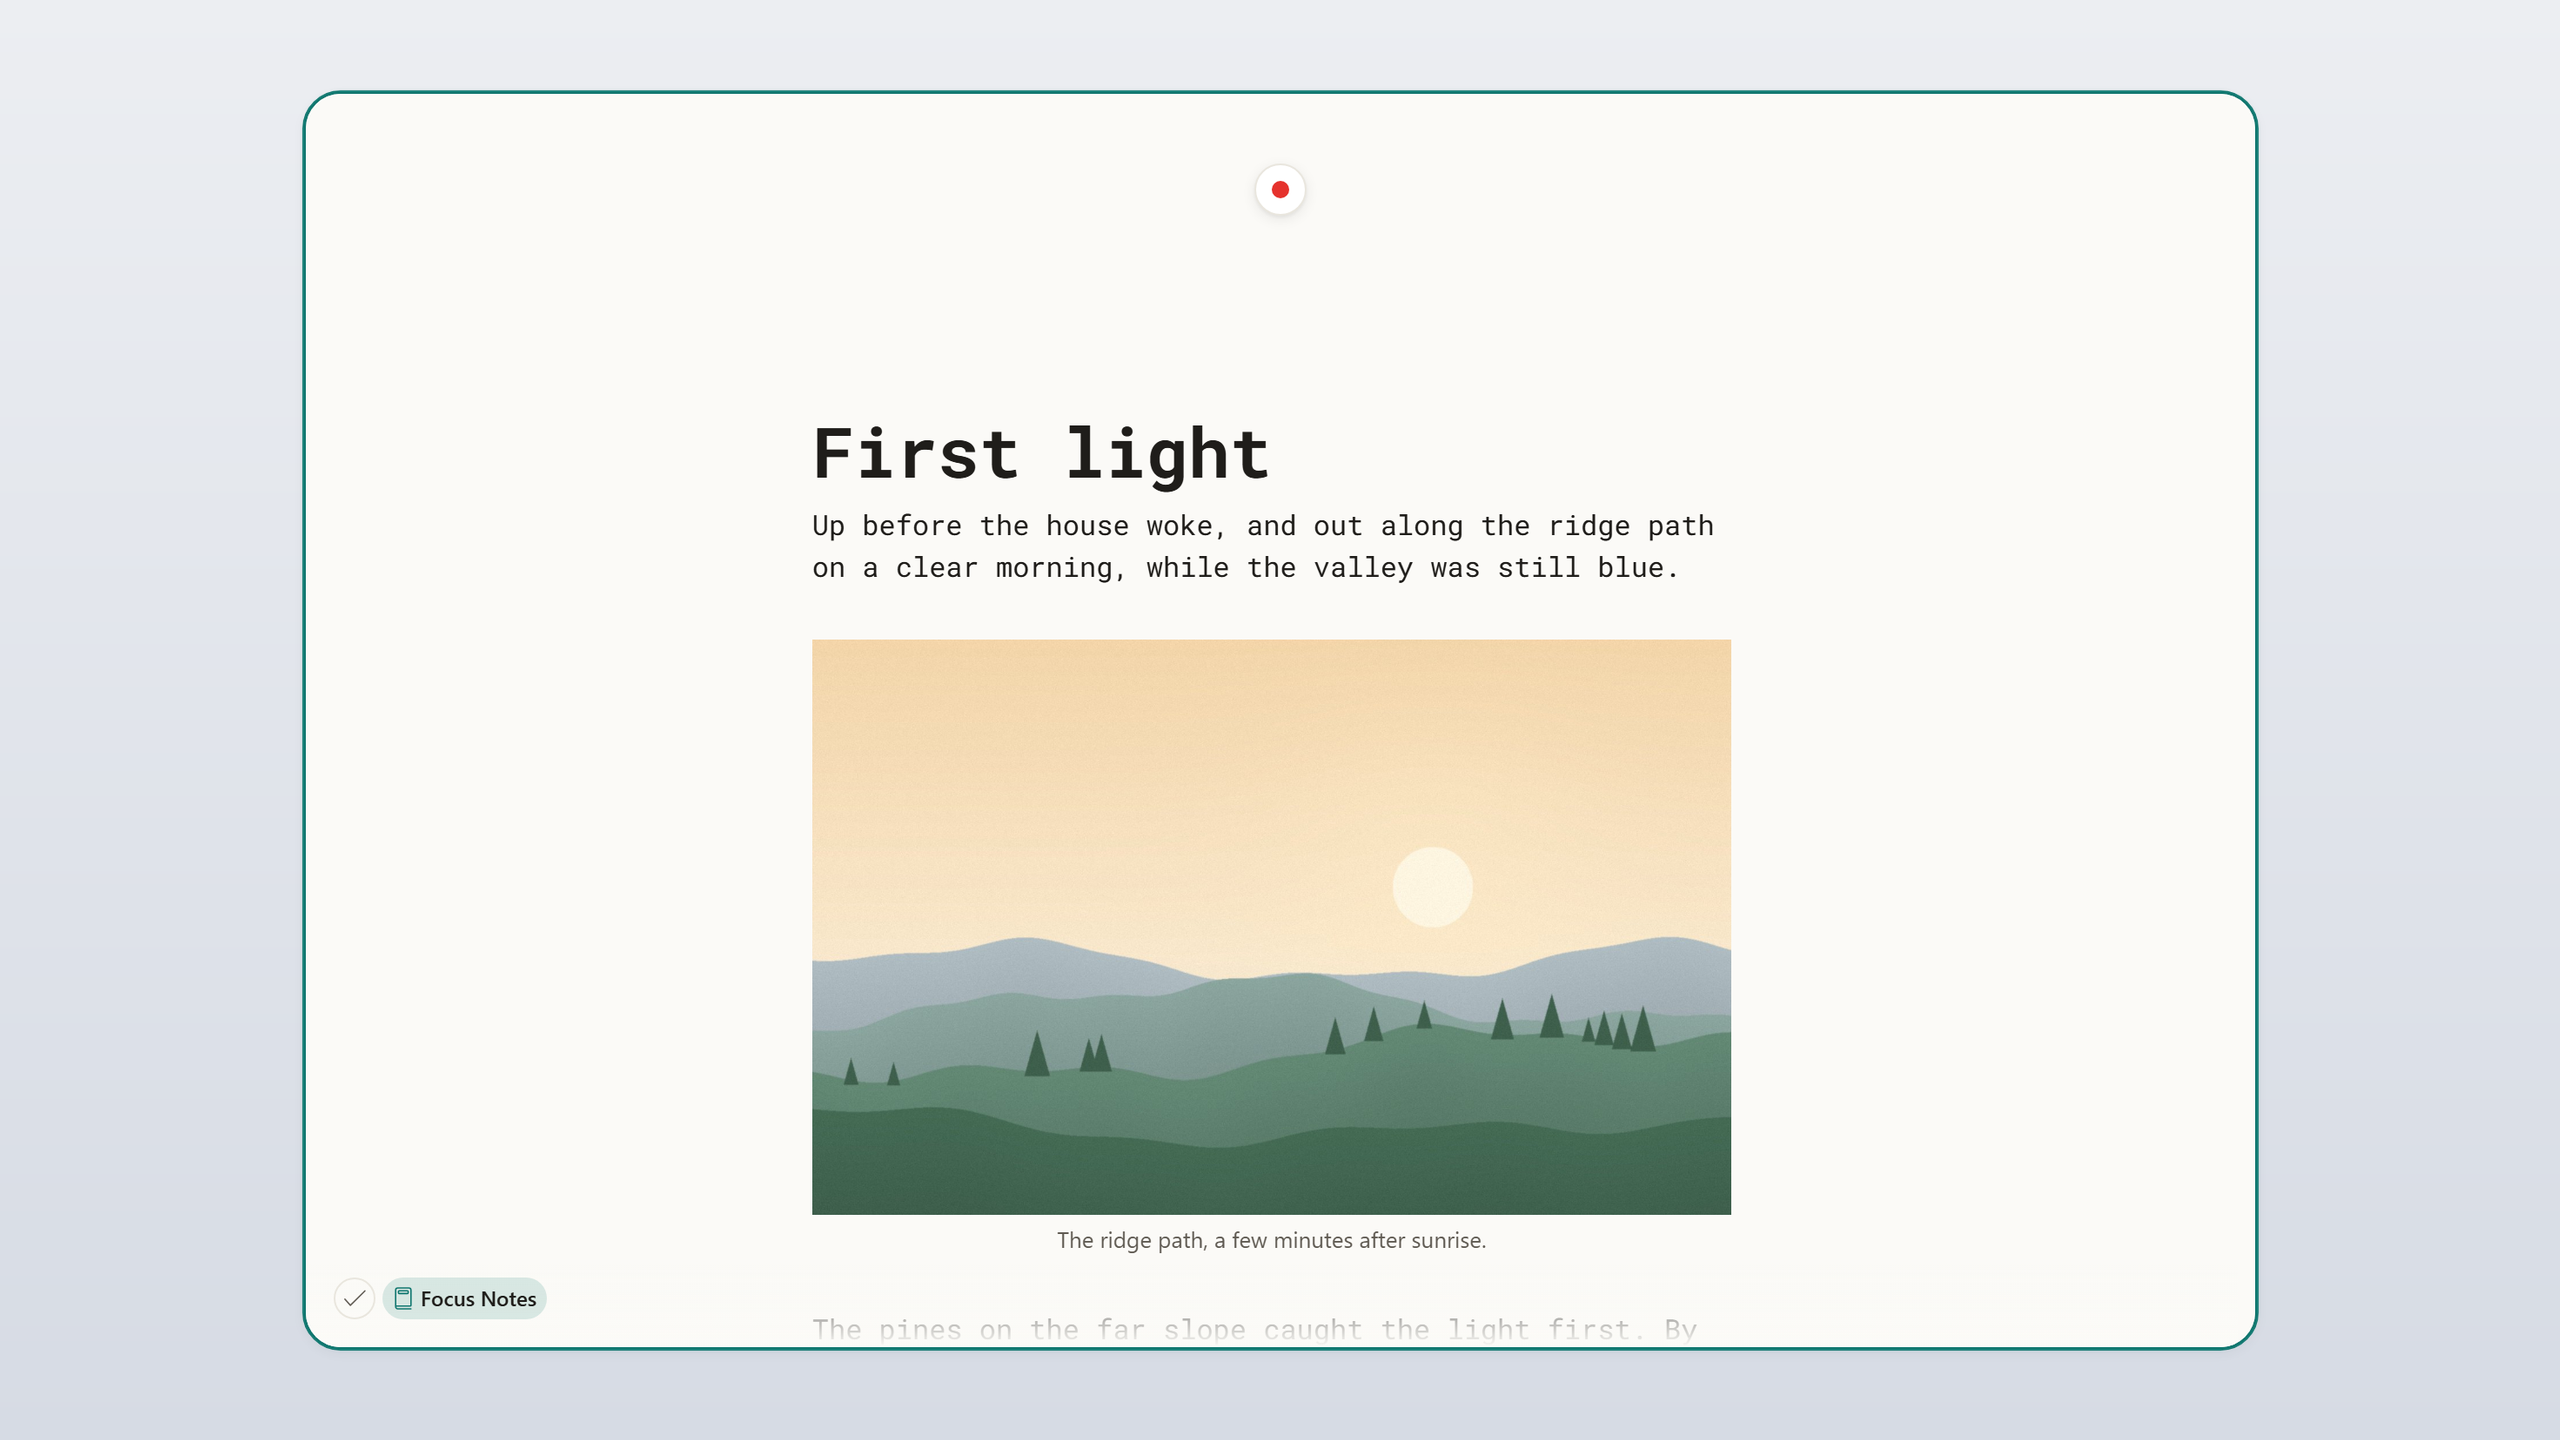 First light
Up before the house woke, and out along the ridge path
on a clear morning, while the valley was still blue.
The ridge path, a few minutes after sunrise.
Focus Notes
The pines on the far slope caught the light first. By